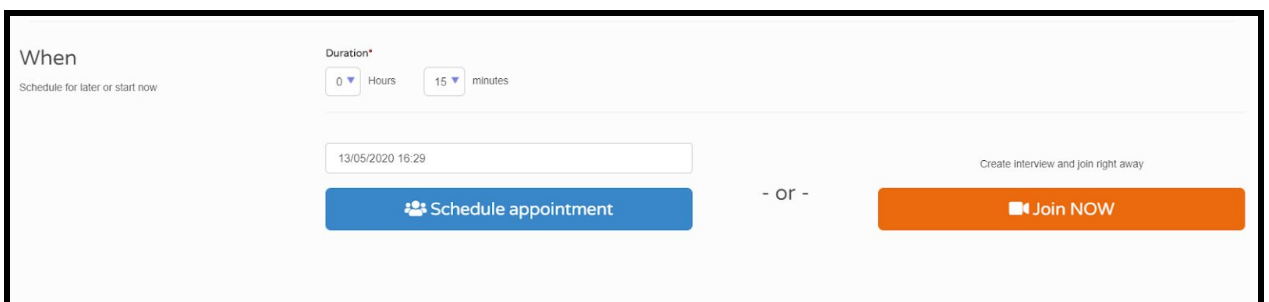 When
Schedule for later or start now
Duration*
0 Hours 15 minutes
13/05/2020 16:29
Schedule appointment
- or -
Create interview and join right away
Join NOW